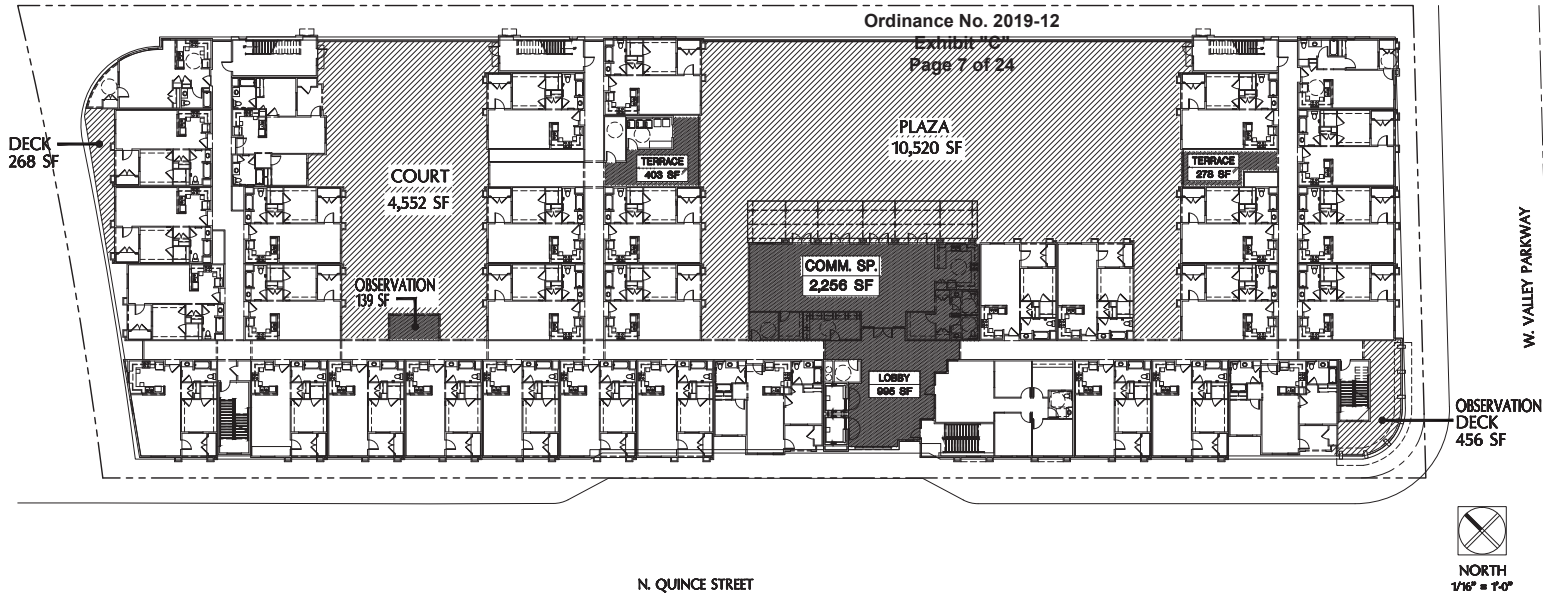 Ordinance No. 2019-12
Exhibit "C"
Page 7 of 24
DECK
268 SF
COURT
4,552 SF
TERRACE
403 SF
PLAZA
10,520 SF
TERRACE
278 SF
OBSERVATION
139 SF
COMM. SP.
2,256 SF
LOBBY
995 SF
OBSERVATION
DECK
456 SF
W. VALLEY PARKWAY
N. QUINCE STREET
NORTH
1/16" = 1'-0"